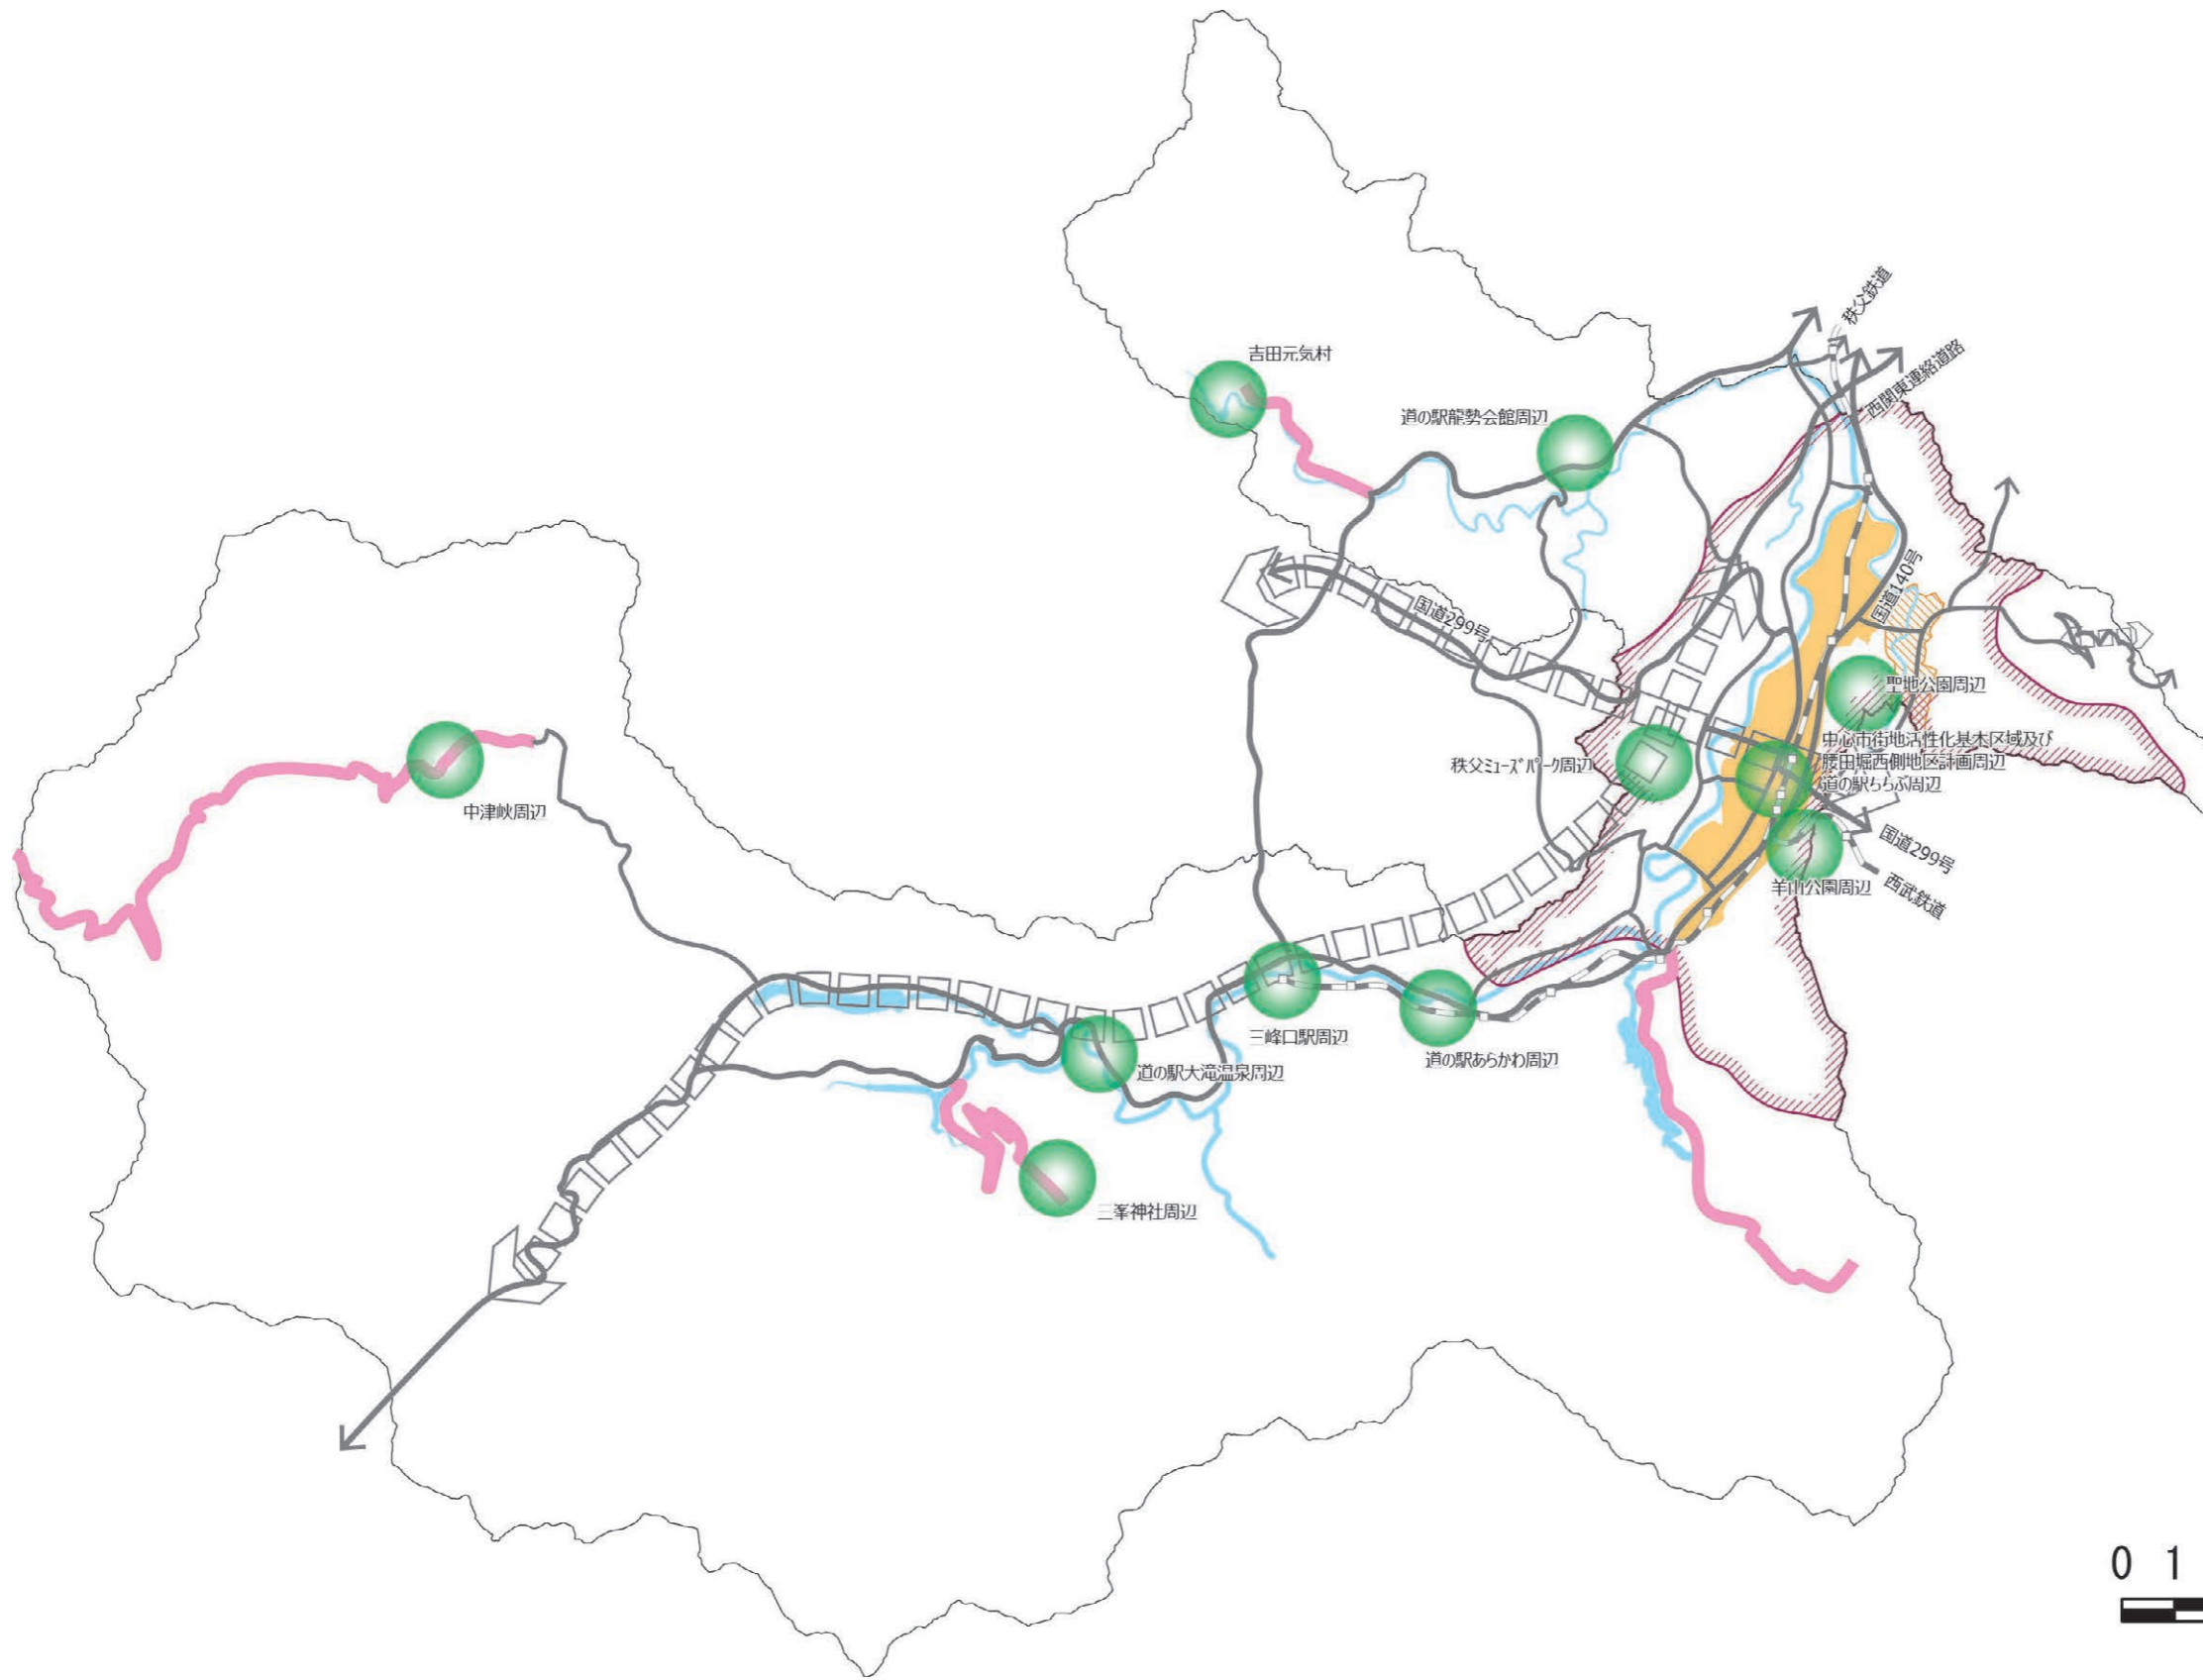 秩父鉄道
西関東連絡道路
吉田元気村
道の駅龍勢会館周辺
国道140号
国道299号
聖地公園周辺
中心市街地活性化基本区域及び
腰田堀西側地区計画周辺
道の駅ちちぶ周辺
秩父ミューズパーク周辺
中津峡周辺
国道299号
西武鉄道
羊山公園周辺
三峰口駅周辺
道の駅あらかわ周辺
道の駅大滝温泉周辺
三峯神社周辺
0 1